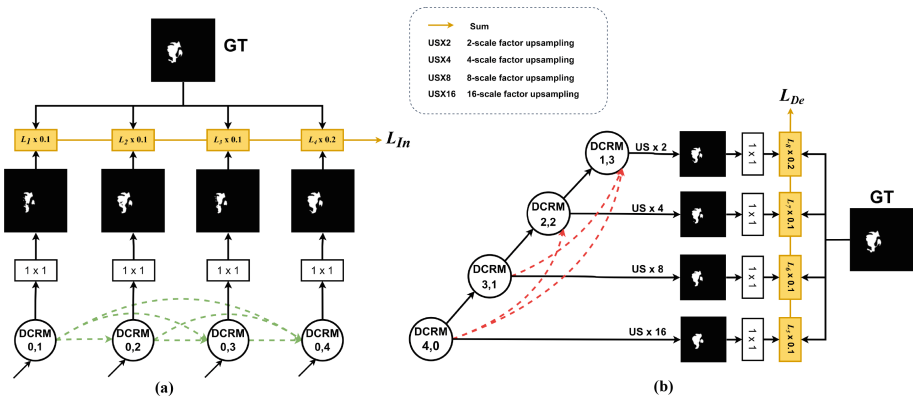 GT
L1 x 0.1
L2 x 0.1
L3 x 0.1
L4 x 0.2
LIn
1 x 1
1 x 1
1 x 1
1 x 1
DCRM
0,1
DCRM
0,2
DCRM
0,3
DCRM
0,4
(a)
Sum
USX2 2-scale factor upsampling
USX4 4-scale factor upsampling
USX8 8-scale factor upsampling
USX16 16-scale factor upsampling
LDe
DCRM
1,3
US x 2
1 x 1
L8 x 0.2
DCRM
2,2
US x 4
1 x 1
L7 x 0.1
GT
DCRM
3,1
US x 8
1 x 1
L6 x 0.1
DCRM
4,0
US x 16
1 x 1
L5 x 0.1
(b)